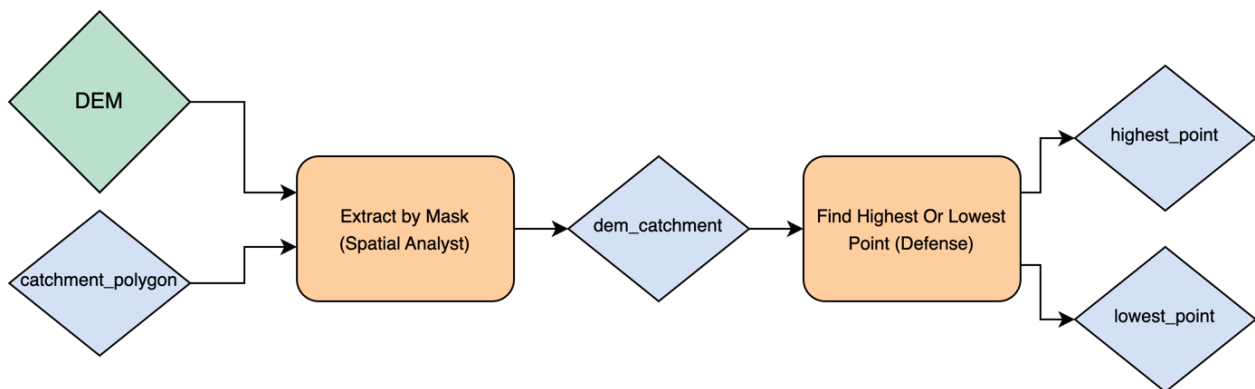 DEM
catchment_polygon
Extract by Mask
(Spatial Analyst)
dem_catchment
Find Highest Or Lowest
Point (Defense)
highest_point
lowest_point